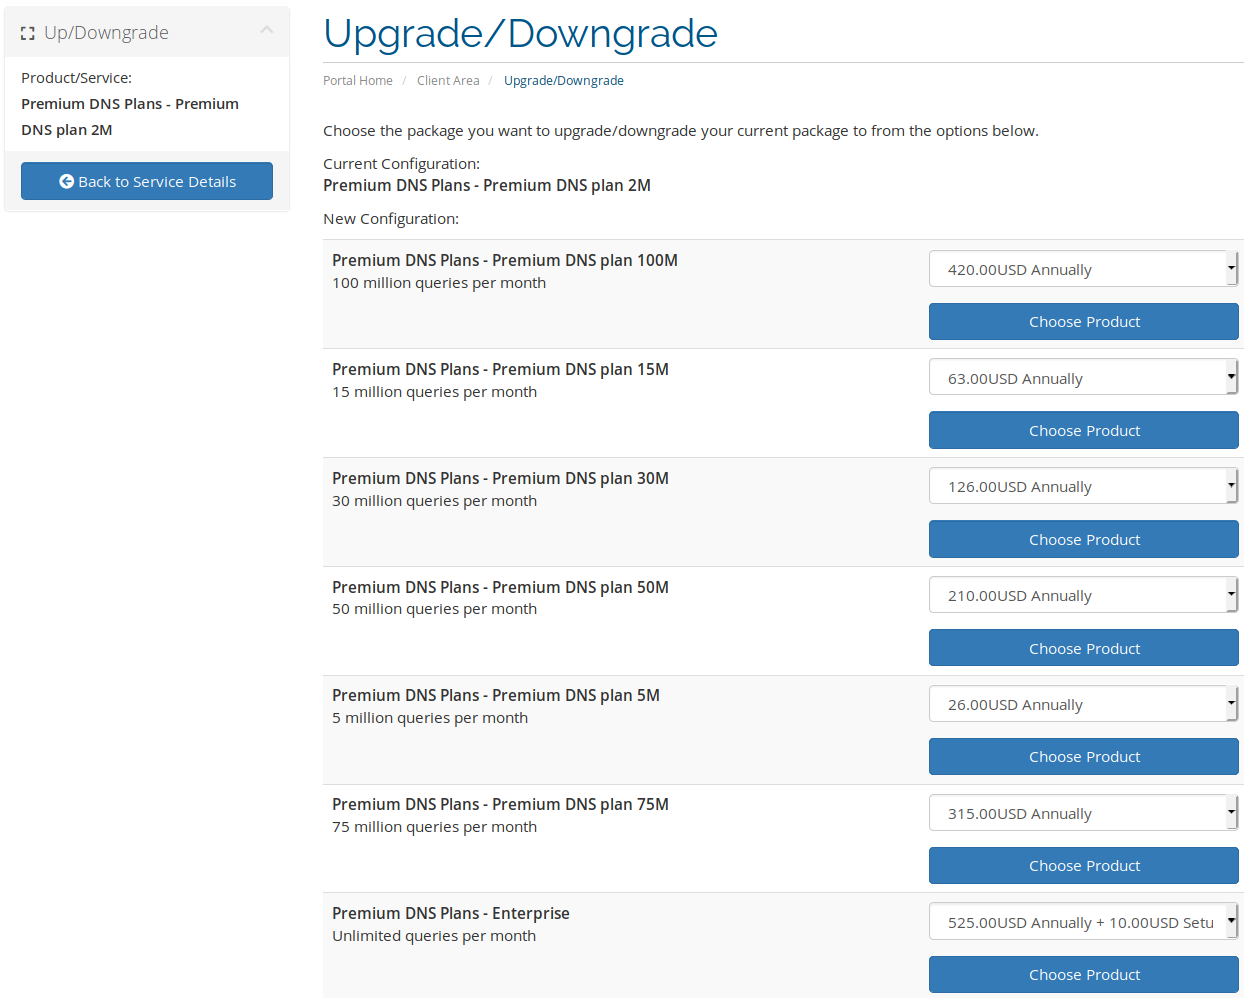 Up/Downgrade
Product/Service:
Premium DNS Plans - Premium
DNS plan 2M
Back to Service Details
Upgrade/Downgrade
Portal Home / Client Area / Upgrade/Downgrade
Choose the package you want to upgrade/downgrade your current package to from the options below.
Current Configuration:
Premium DNS Plans - Premium DNS plan 2M
New Configuration:
Premium DNS Plans - Premium DNS plan 100M
100 million queries per month
420.00USD Annually
Choose Product
Premium DNS Plans - Premium DNS plan 15M
15 million queries per month
63.00USD Annually
Choose Product
Premium DNS Plans - Premium DNS plan 30M
30 million queries per month
126.00USD Annually
Choose Product
Premium DNS Plans - Premium DNS plan 50M
50 million queries per month
210.00USD Annually
Choose Product
Premium DNS Plans - Premium DNS plan 5M
5 million queries per month
26.00USD Annually
Choose Product
Premium DNS Plans - Premium DNS plan 75M
75 million queries per month
315.00USD Annually
Choose Product
Premium DNS Plans - Enterprise
Unlimited queries per month
525.00USD Annually + 10.00USD Setu
Choose Product